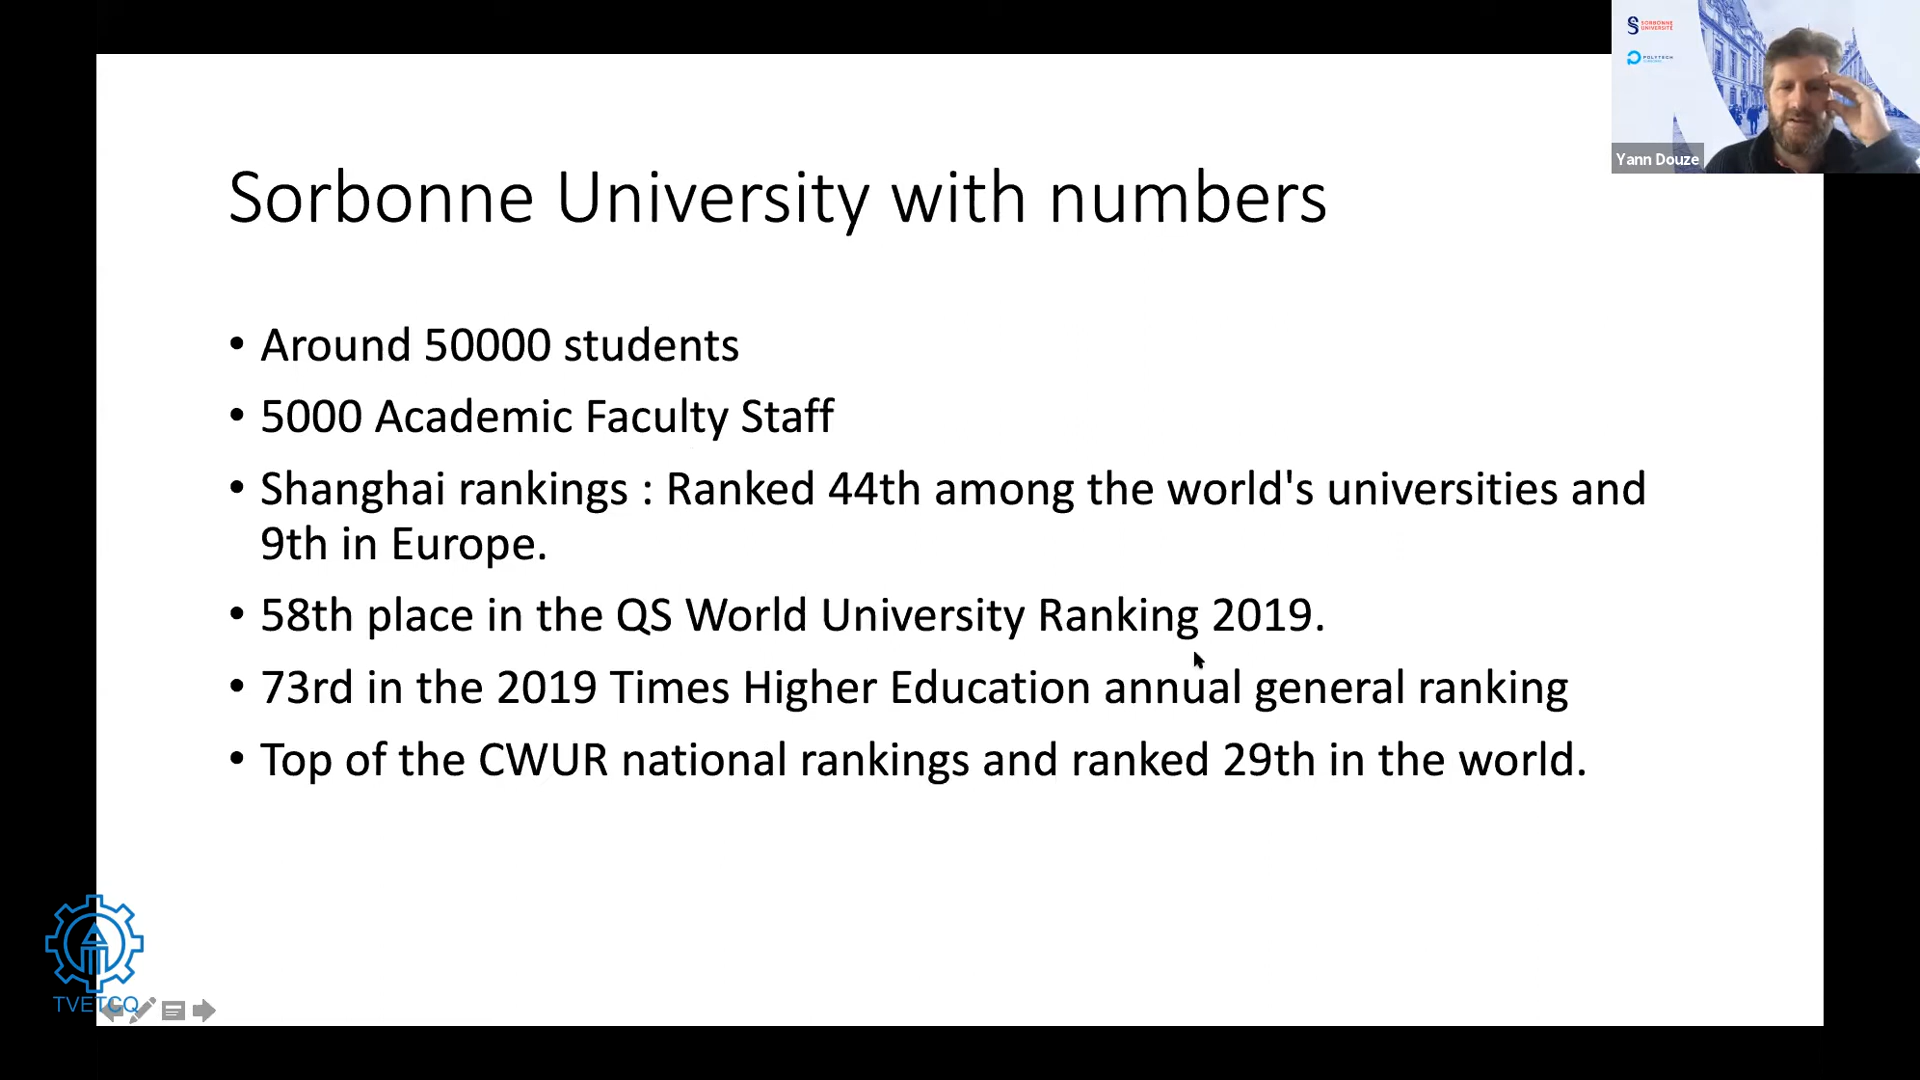 SORBONNE
UNIVERSITÉ
POLYTECH
Yann Douze
Sorbonne University with numbers
• Around 50000 students
• 5000 Academic Faculty Staff
• Shanghai rankings : Ranked 44th among the world's universities and
9th in Europe.
• 58th place in the QS World University Ranking 2019.
• 73rd in the 2019 Times Higher Education annual general ranking
• Top of the CWUR national rankings and ranked 29th in the world.
TVETCQ